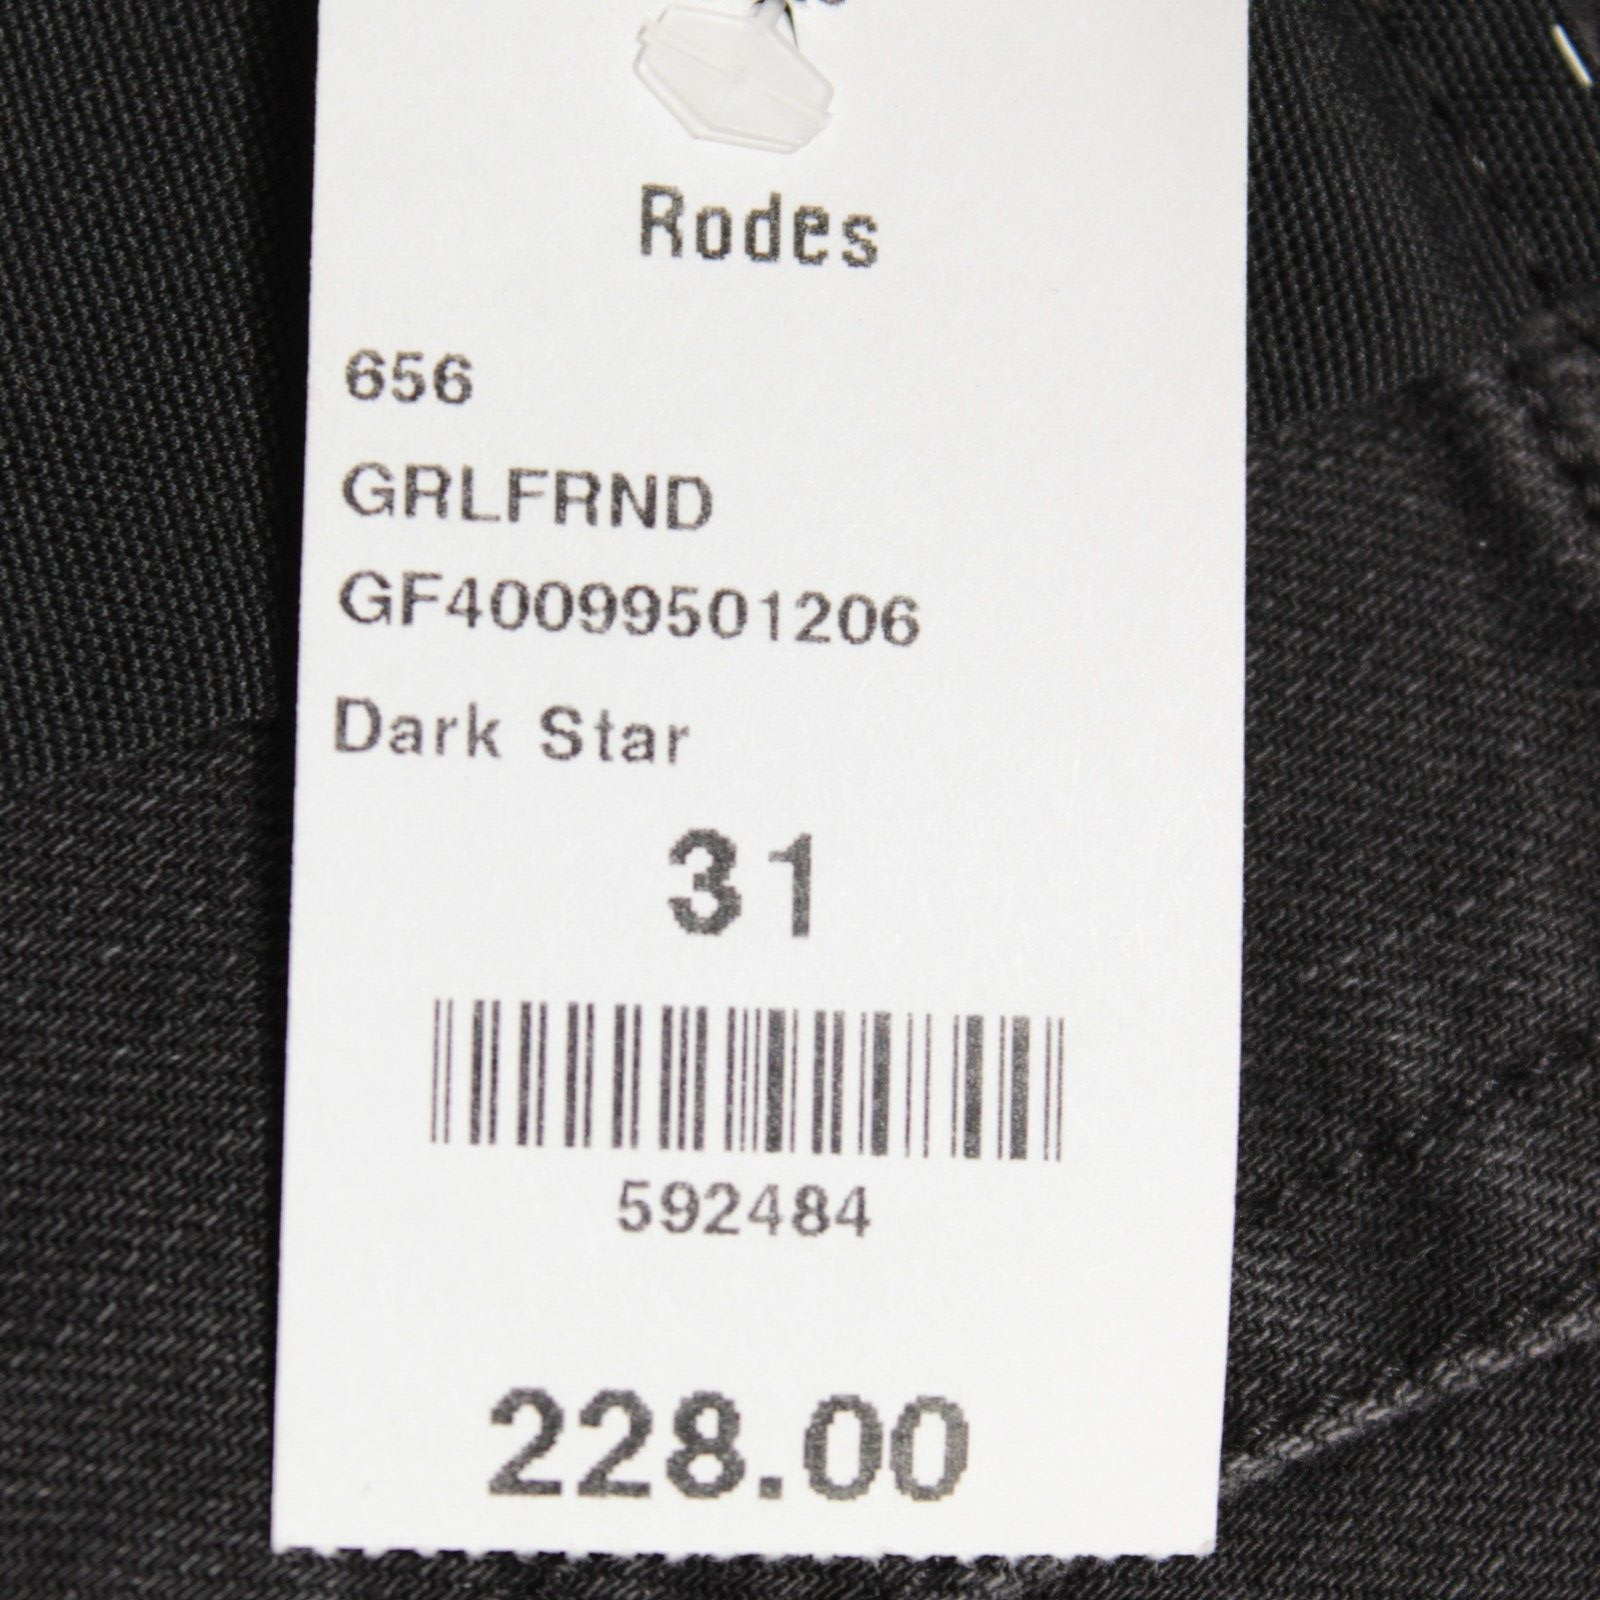 Rodes
656
GRLFRND
GF40099501206
Dark Star
31
592484
228.00